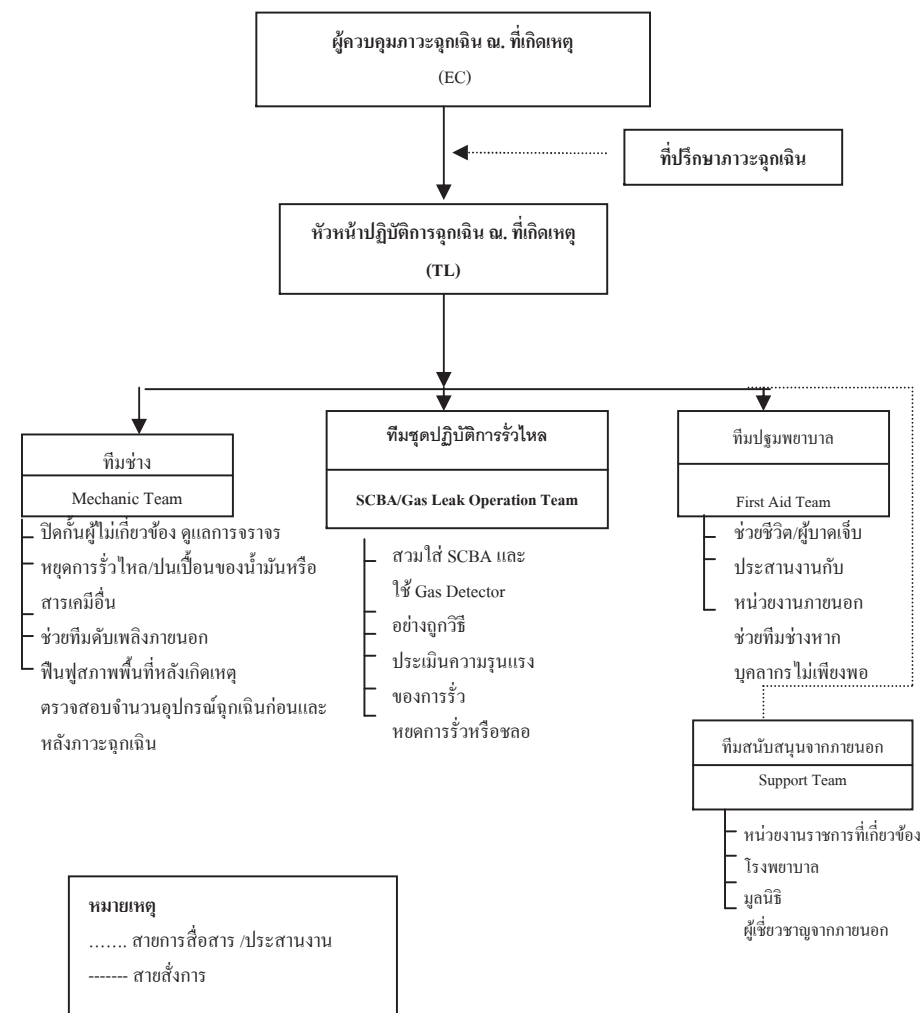 ผู้ควบคุมภาวะฉุกเฉิน ณ. ที่เกิดเหตุ
(EC)
ที่ปรึกษาภาวะฉุกเฉิน
หัวหน้าปฏิบัติการฉุกเฉิน ณ. ที่เกิดเหตุ
(TL)
ทีมช่าง
Mechanic Team
ปิดกั้นผู้ไม่เกี่ยวข้อง ดูแลการจราจร
หยุดการรั่วไหล/ปนเปื้อนของน้ำมันหรือ
สารเคมีอื่น
ช่วยทีมดับเพลิงภายนอก
ฟื้นฟูสภาพพื้นที่หลังเกิดเหตุ
ตรวจสอบจำนวนอุปกรณ์ฉุกเฉินก่อนและ
หลังภาวะฉุกเฉิน
ทีมชุดปฏิบัติการรั่วไหล
SCBA/Gas Leak Operation Team
สวมใส่ SCBA และ
ใช้ Gas Detector
อย่างถูกวิธี
ประเมินความรุนแรง
ของการรั่ว
หยดการรั่วหรือชลอ
ทีมปฐมพยาบาล
First Aid Team
ช่วยชีวิต/ผู้บาดเจ็บ
ประสานงานกับ
หน่วยงานภายนอก
ช่วยทีมช่างหาก
บุคลากรไม่เพียงพอ
ทีมสนับสนุนจากภายนอก
Support Team
หน่วยงานราชการที่เกี่ยวข้อง
โรงพยาบาล
มูลนิธิ
ผู้เชี่ยวชาญจากภายนอก
หมายเหตุ
....... สายการสื่อสาร /ประสานงาน
------- สายสั่งการ